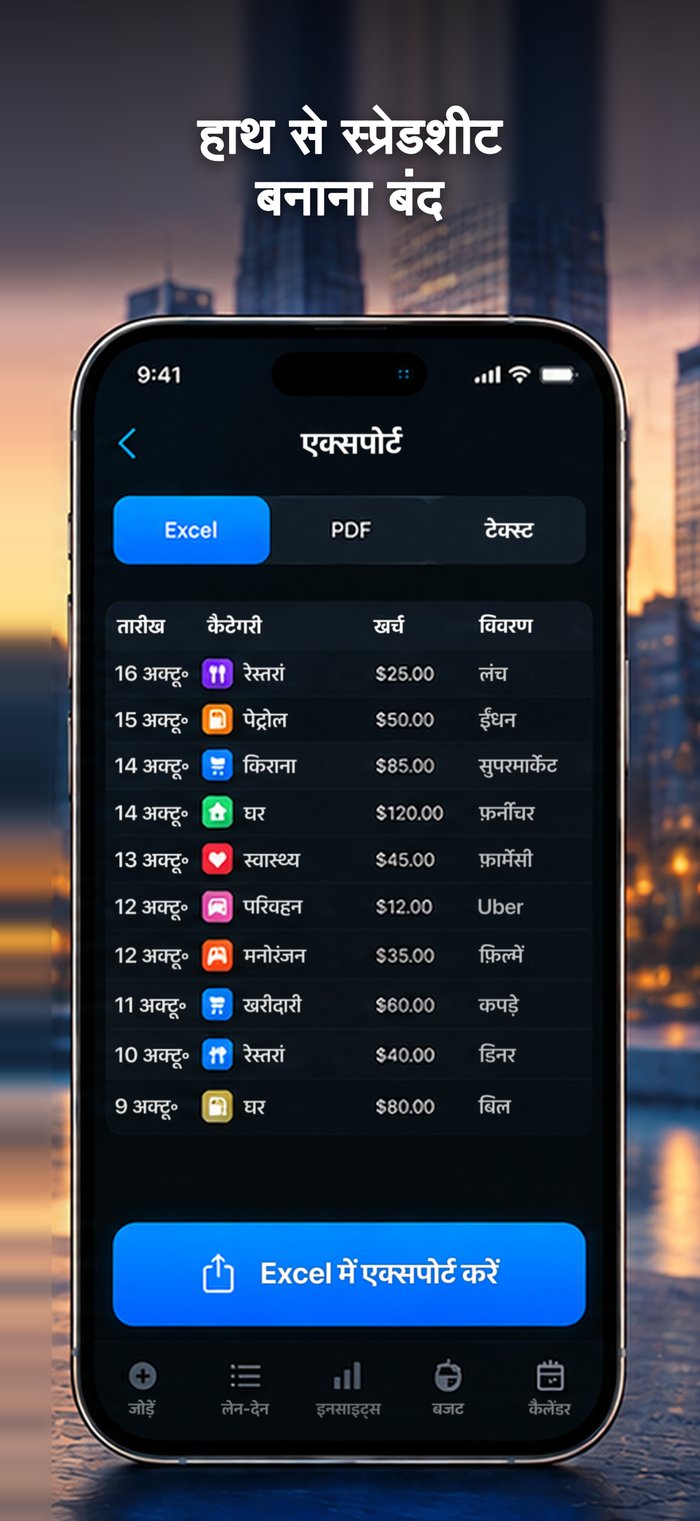 हाथ से स्प्रेडशीट
बनाना बंद
9:41
एक्सपोर्ट
Excel PDF टेक्स्ट
तारीख कैटेगरी खर्च विवरण
16 अक्टू॰ रेस्तरां $25.00 लंच
15 अक्टू॰ पेट्रोल $50.00 ईंधन
14 अक्टू॰ किराना $85.00 सुपरमार्केट
14 अक्टू॰ घर $120.00 फ़र्नीचर
13 अक्टू॰ स्वास्थ्य $45.00 फ़ार्मेसी
12 अक्टू॰ परिवहन $12.00 Uber
12 अक्टू॰ मनोरंजन $35.00 फ़िल्में
11 अक्टू॰ खरीदारी $60.00 कपड़े
10 अक्टू॰ रेस्तरां $40.00 डिनर
9 अक्टू॰ घर $80.00 बिल
Excel में एक्सपोर्ट करें
जोड़ें लेन-देन इनसाइट्स बजट कैलेंडर